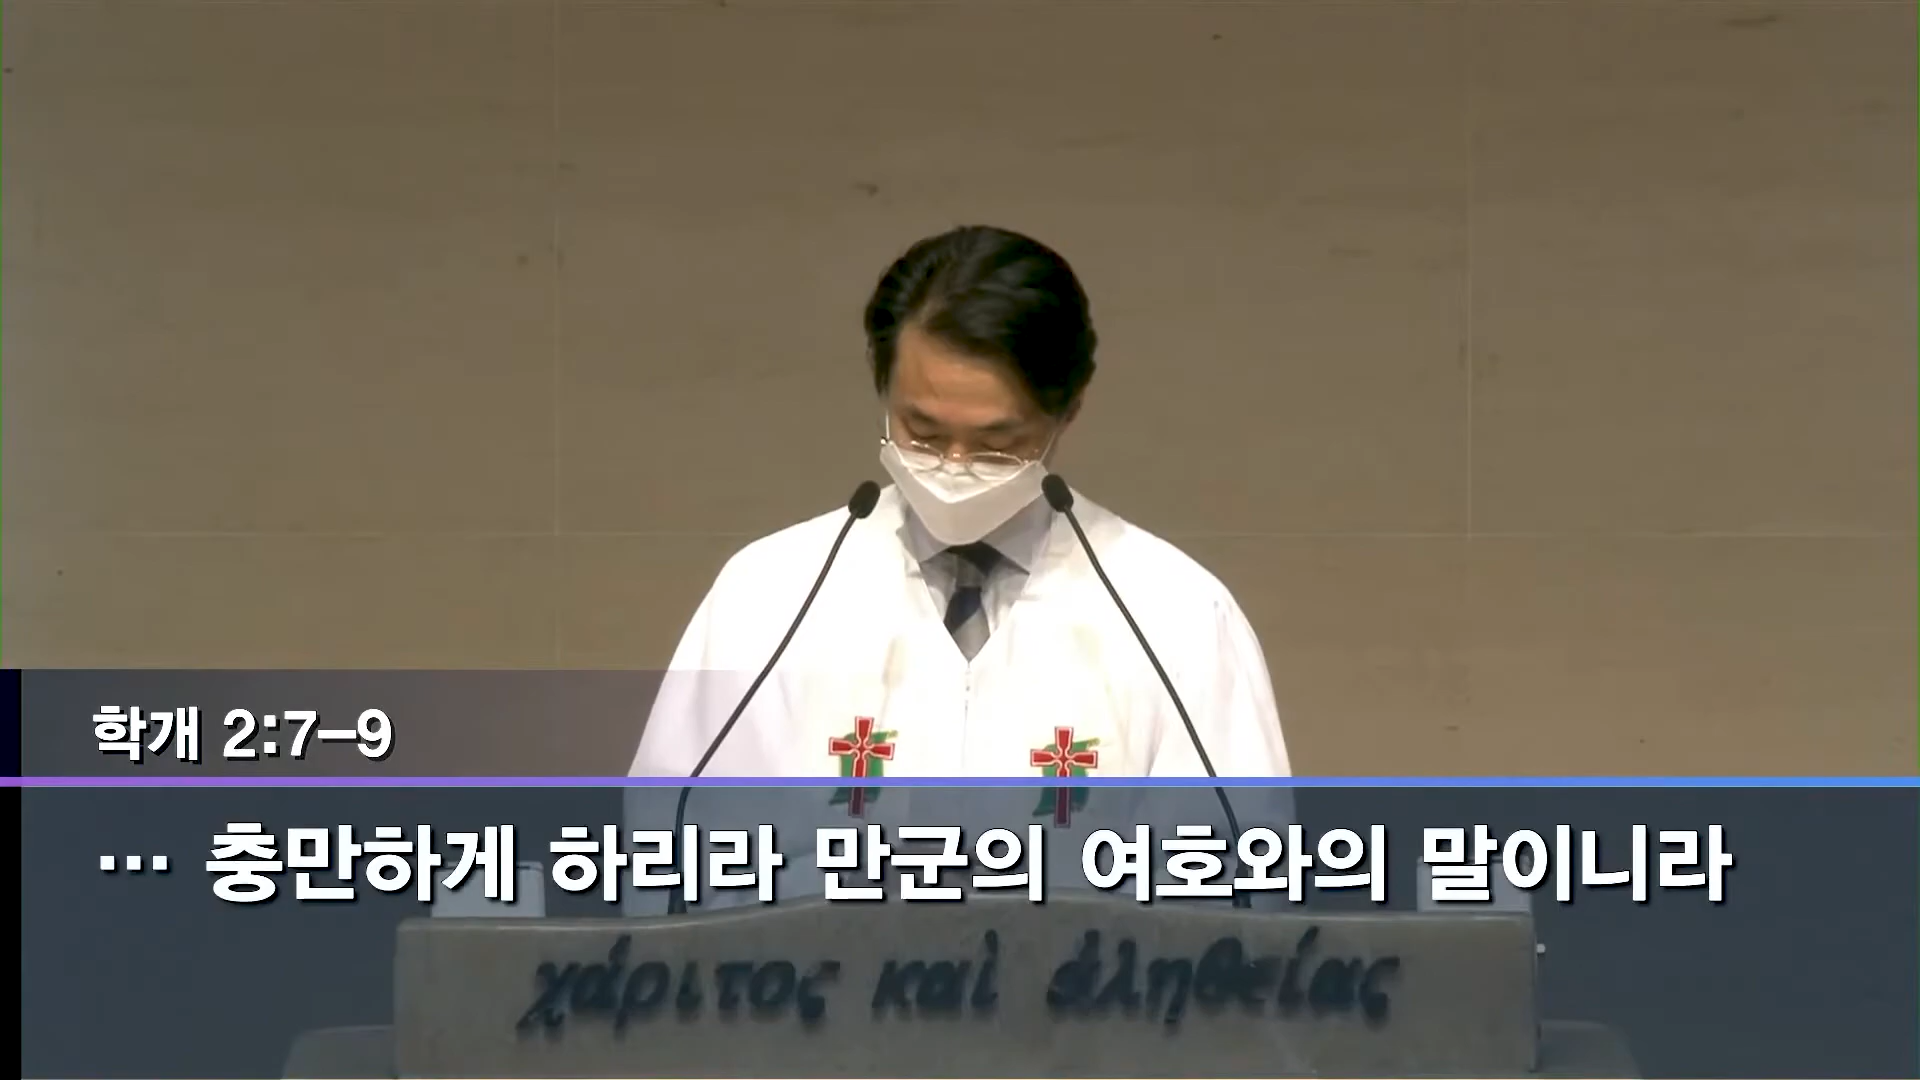 학개 2:7–9
… 충만하게 하리라 만군의 여호와의 말이니라
χάριτος καὶ ἀληθείας